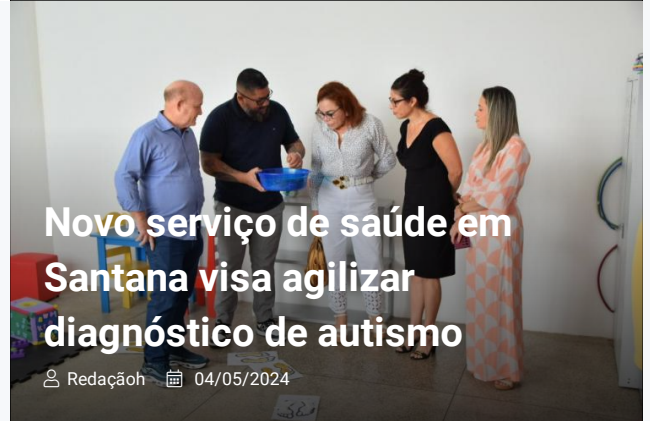 Novo serviço de saúde em
Santana visa agilizar
diagnóstico de autismo
Redaçãoh 04/05/2024